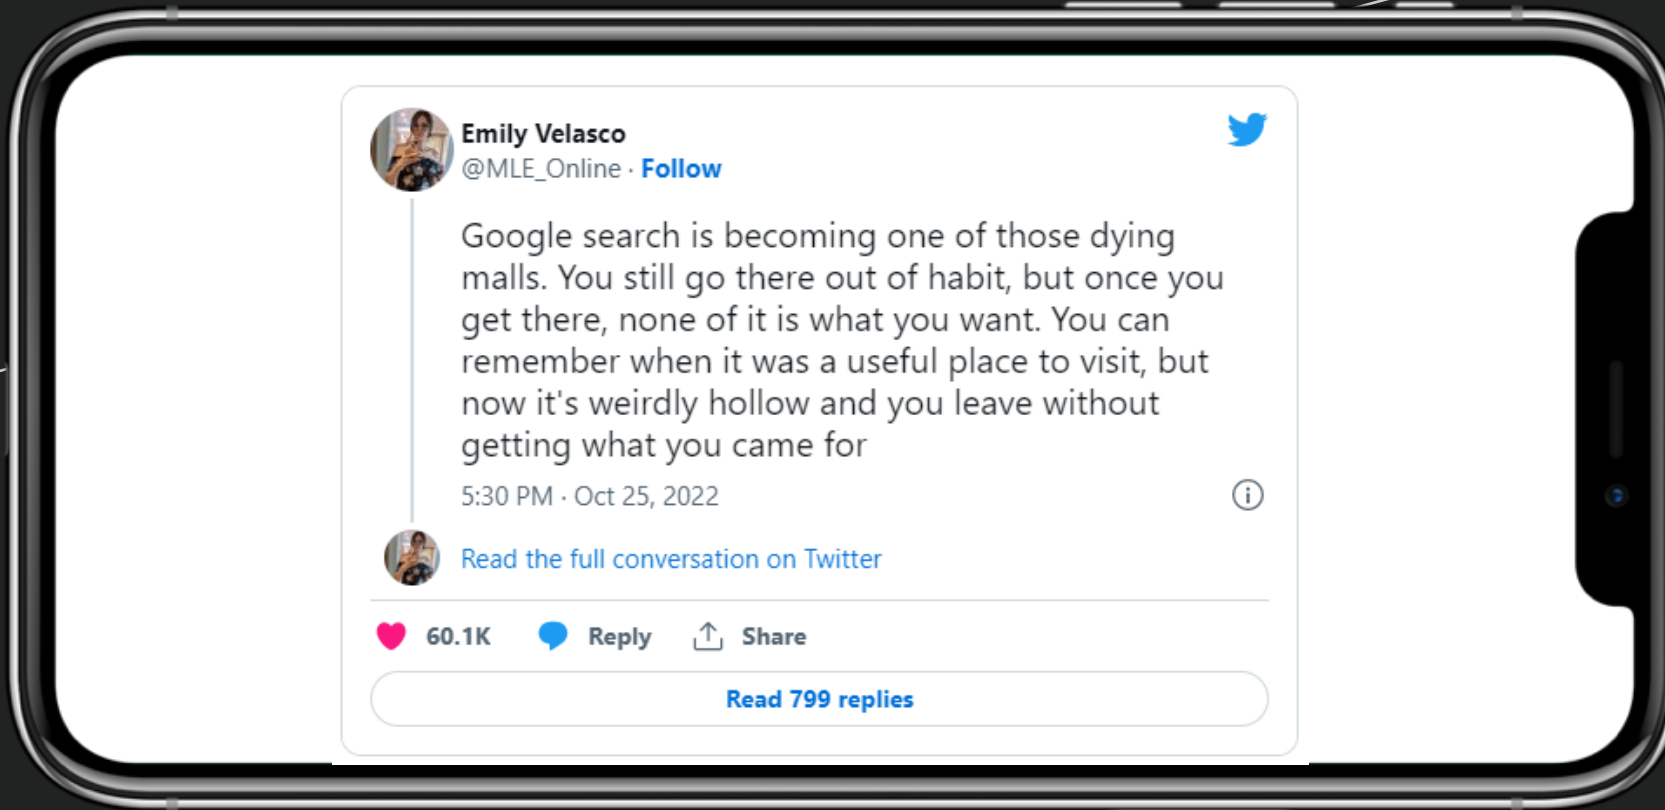 Emily Velasco
@MLE_Online · Follow
Google search is becoming one of those dying
malls. You still go there out of habit, but once you
get there, none of it is what you want. You can
remember when it was a useful place to visit, but
now it's weirdly hollow and you leave without
getting what you came for
5:30 PM · Oct 25, 2022
Read the full conversation on Twitter
60.1K Reply Share
Read 799 replies